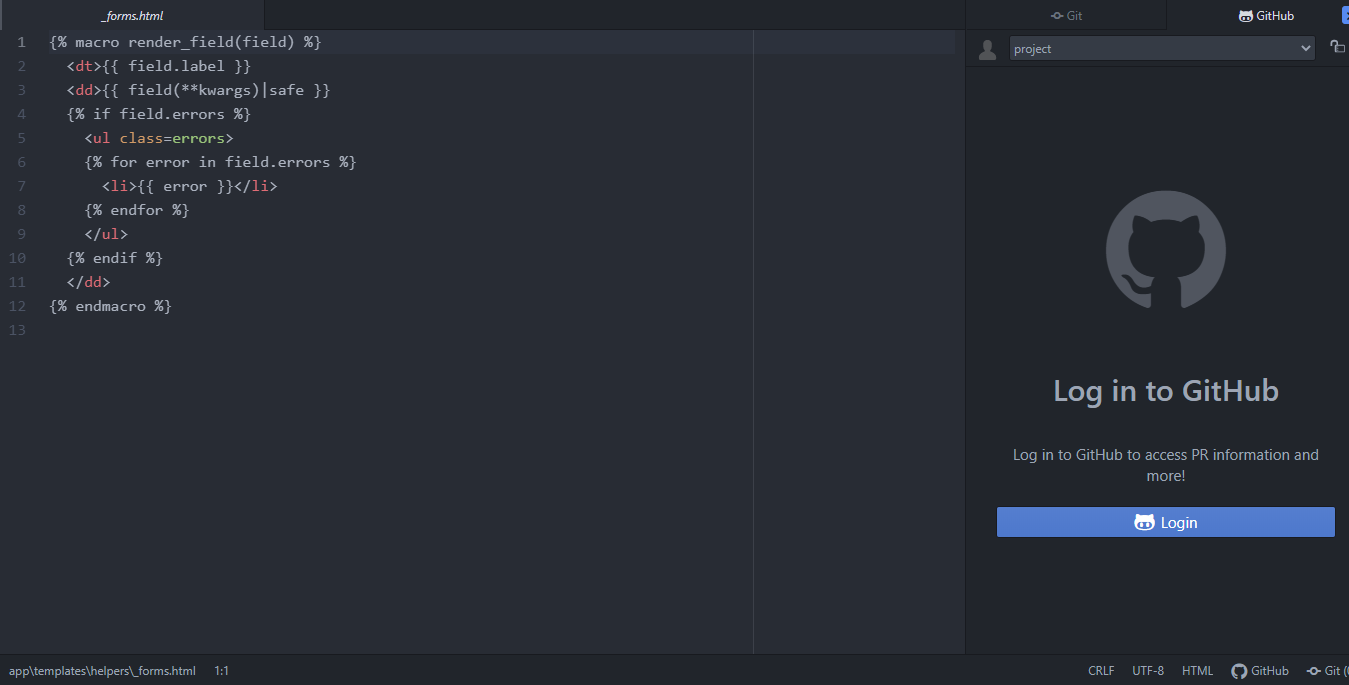 _forms.html
Git
GitHub
project
1 {% macro render_field(field) %}
2   <dt>{{ field.label }}
3   <dd>{{ field(**kwargs)|safe }}
4   {% if field.errors %}
5     <ul class=errors>
6     {% for error in field.errors %}
7       <li>{{ error }}</li>
8     {% endfor %}
9     </ul>
10   {% endif %}
11   </dd>
12 {% endmacro %}
13
Log in to GitHub
Log in to GitHub to access PR information and
more!
Login
app\templates\helpers\_forms.html 1:1 CRLF UTF-8 HTML GitHub Git (